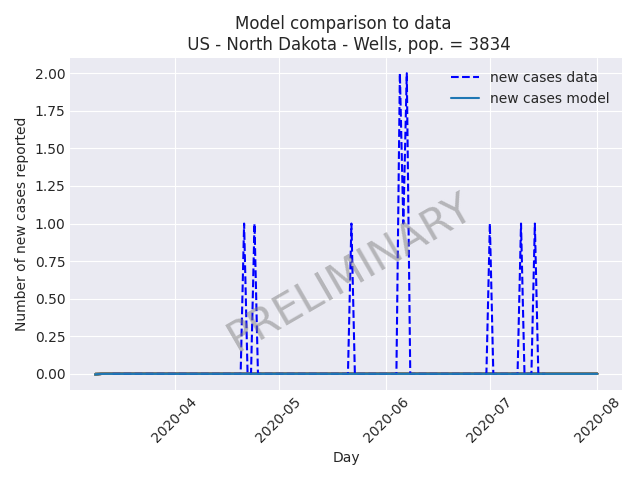 Model comparison to data
US - North Dakota - Wells, pop. = 3834
new cases data
new cases model
Number of new cases reported
2.00
1.75
1.50
1.25
1.00
0.75
0.50
0.25
0.00
PRELIMINARY
2020-04
2020-05
2020-06
2020-07
2020-08
Day